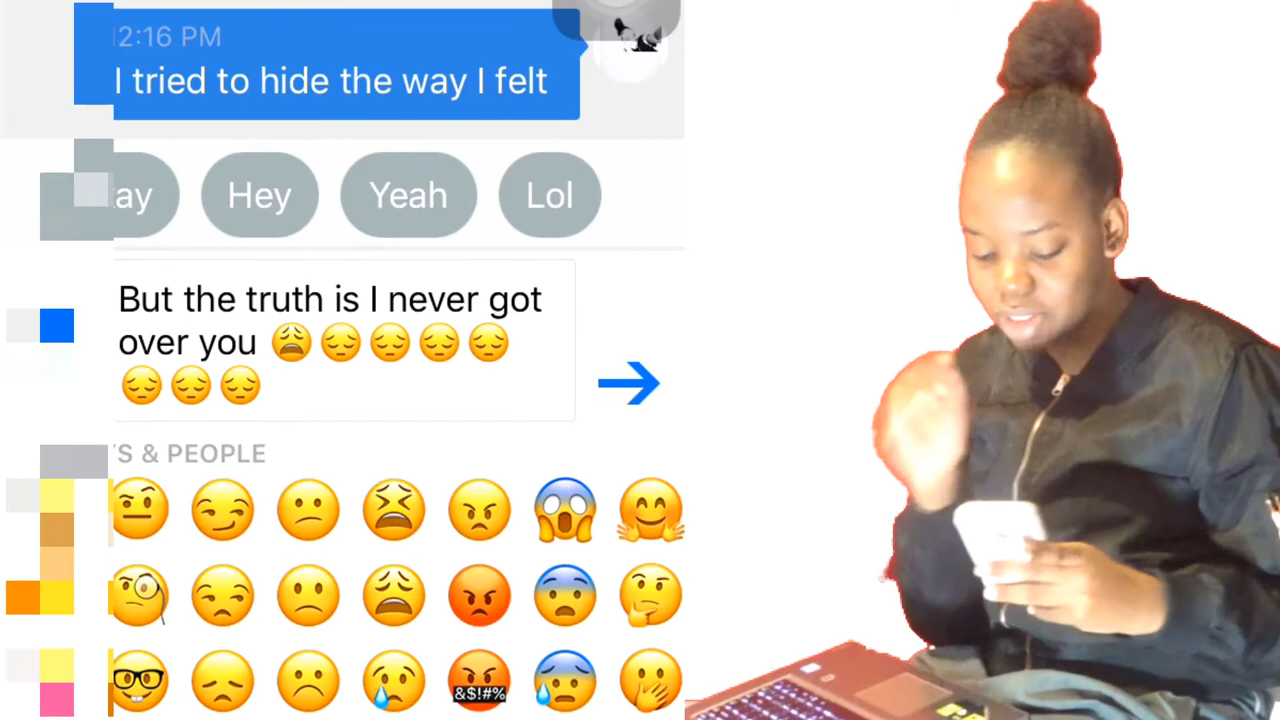 12:16 PM
I tried to hide the way I felt
Hey Yeah Lol
But the truth is I never got
over you 😩😔😔😔😔
😔😔😔
& PEOPLE
&$!#%